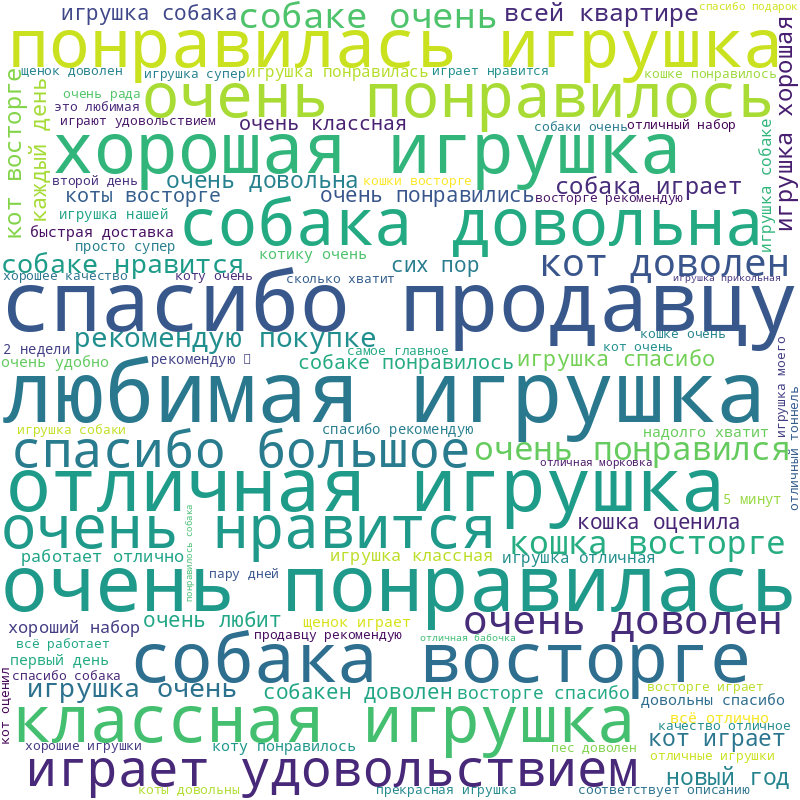 игрушка собака
собаке очень
всей квартире
спасибо подарок
понравилась игрушка
щенок доволен
игрушка супер
игрушка понравилась
играет нравится
кошке понравилось
игрушка хорошая
кот восторге
каждый день
очень рада
это любимая
играют удовольствием
очень понравилось
очень классная
собаки очень
отличный набор
хорошая игрушка
игрушка собаке
второй день
очень довольна
кошки восторге
собака играет
коты восторге
очень понравились
восторге рекомендую
игрушка нашей
быстрая доставка
собака довольна
просто супер
собаке нравится
котику очень
сих пор
кот доволен
хорошее качество
коту очень
сколько хватит
игрушка прикольная
спасибо продавцу
рекомендую покупке
кошке очень
кот очень
2 недели
самое главное
очень удобно
рекомендую
собаке понравилось
игрушка спасибо
игрушка моего
любимая игрушка
отличный тоннель
игрушка собаки
спасибо рекомендую
надолго хватит
спасибо большое
очень понравился
отличная морковка
отличная игрушка
5 минут
очень нравится
понравилось собака
кошка оценила
кошка восторге
работает отлично
игрушка классная
игрушка отличная
пару дней
очень понравилась
хороший набор
очень любит
щенок играет
очень доволен
продавцу рекомендую
отличная бабочка
всё работает
первый день
собака восторге
спасибо собака
кот оценил
игрушка очень
собакен доволен
восторге спасибо
восторге играет
довольны спасибо
классная игрушка
всё отлично
качество отличное
кот играет
хорошие игрушки
коту понравилось
пес доволен
отличные игрушки
играет удовольствием
новый год
коты довольны
прекрасная игрушка
соответствует описанию